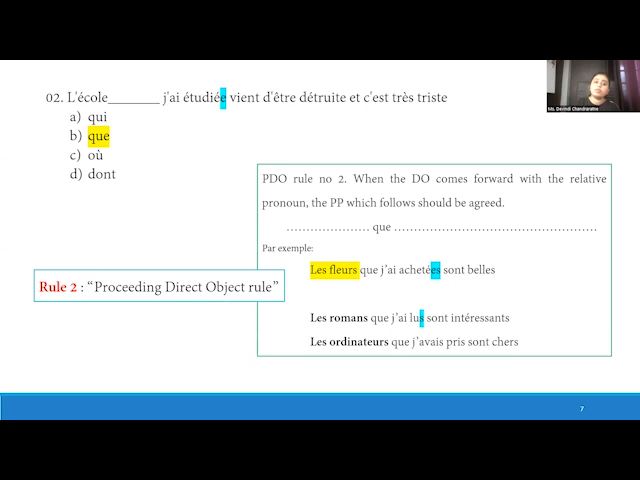 02. L'école_______ j'ai étudiée vient d'être détruite et c'est très triste
a) qui
b) que
c) où
d) dont
PDO rule no 2. When the DO comes forward with the relative
pronoun, the PP which follows should be agreed.
………………… que ……………………………………………
Par exemple:
Les fleurs que j'ai achetées sont belles
Les romans que j'ai lus sont intéressants
Les ordinateurs que j'avais pris sont chers
Rule 2 : “Proceeding Direct Object rule”
Ms. Devindi Chandraratne
7